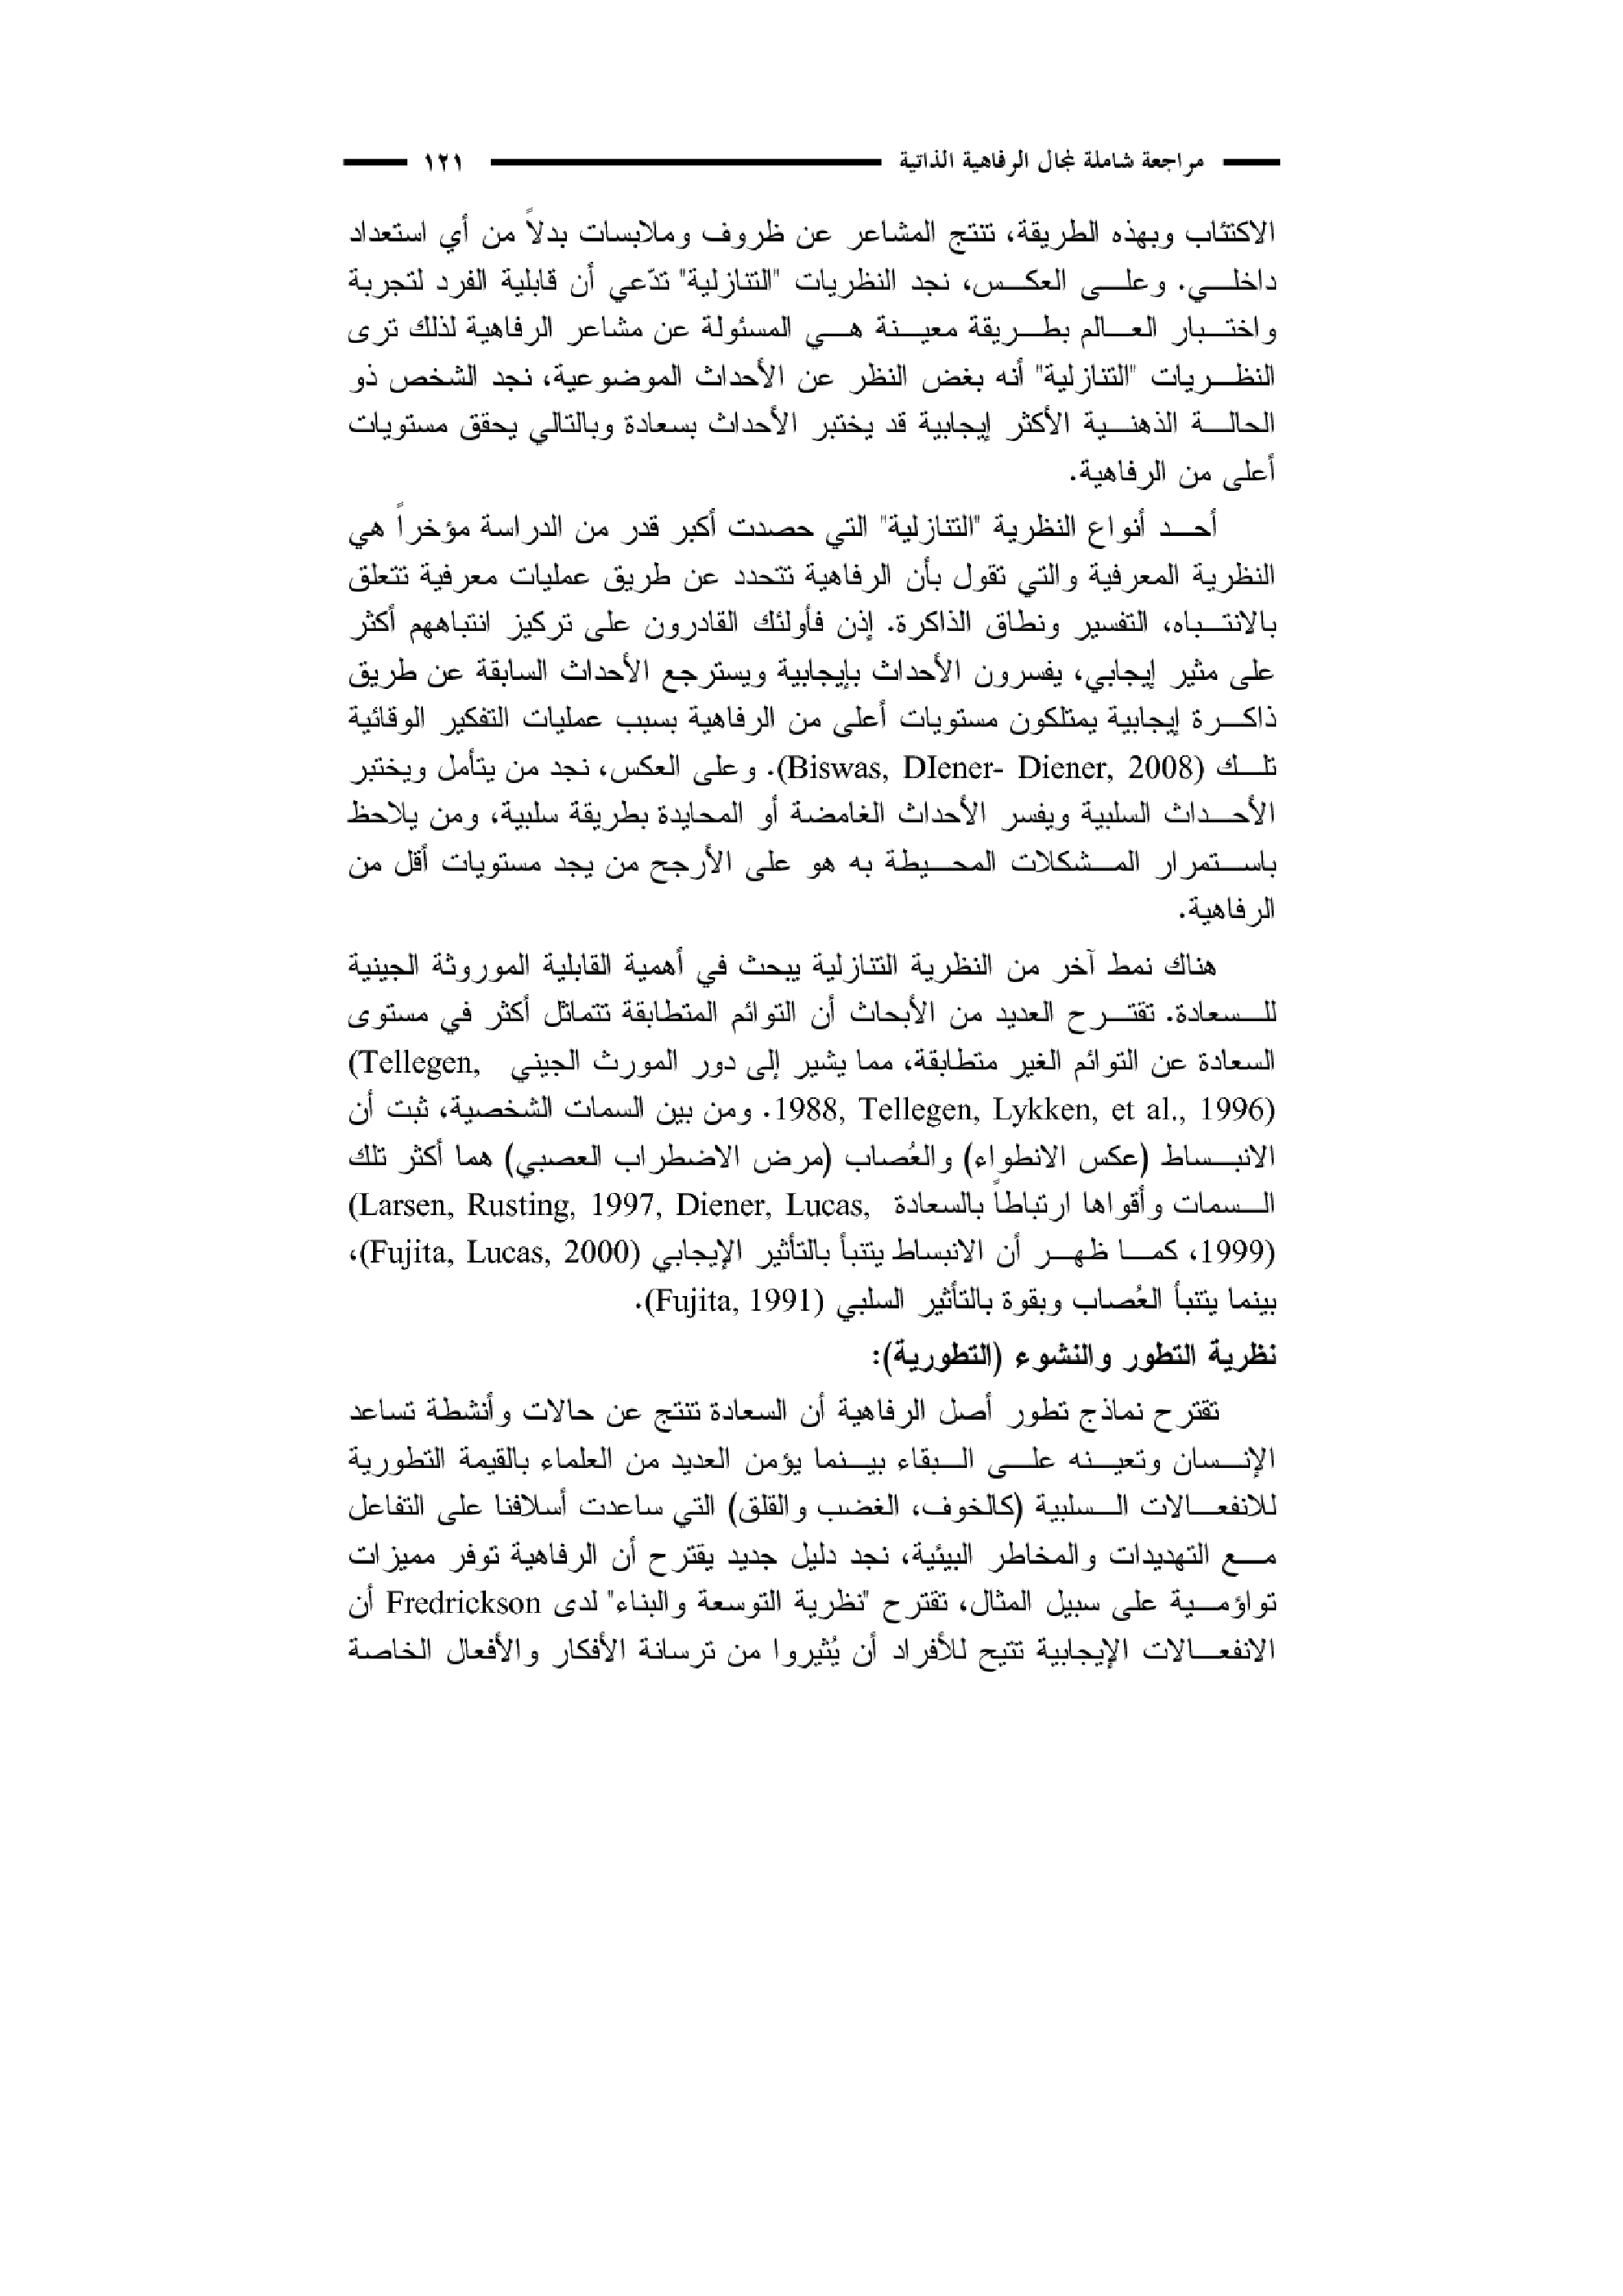 مراجعة شاملة لمجال الرفاهية الذاتية ١٢١
الاكتئاب وبهذه الطريقة، تنتج المشاعر عن ظروف وملابسات بدلاً من أي استعداد
داخلي. وعلى العكس، نجد النظريات "التنازلية" تدّعي أن قابلية الفرد لتجربة
واختبار العالم بطريقة معينة هي المسئولة عن مشاعر الرفاهية لذلك ترى
النظريات "التنازلية" أنه بغض النظر عن الأحداث الموضوعية، نجد الشخص ذو
الحالة الذهنية الأكثر إيجابية قد يختبر الأحداث بسعادة وبالتالي يحقق مستويات
أعلى من الرفاهية.
أحد أنواع النظرية "التنازلية" التي حصدت أكبر قدر من الدراسة مؤخراً هي
النظرية المعرفية والتي تقول بأن الرفاهية تتحدد عن طريق عمليات معرفية تتعلق
بالانتباه، التفسير ونطاق الذاكرة. إذن فأولئك القادرون على تركيز انتباههم أكثر
على مثير إيجابي، يفسرون الأحداث بإيجابية ويسترجع الأحداث السابقة عن طريق
ذاكرة إيجابية يمتلكون مستويات أعلى من الرفاهية بسبب عمليات التفكير الوقائية
تلك (Biswas, DIener- Diener, 2008). وعلى العكس، نجد من يتأمل ويختبر
الأحداث السلبية ويفسر الأحداث الغامضة أو المحايدة بطريقة سلبية، ومن يلاحظ
باستمرار المشكلات المحيطة به هو على الأرجح من يجد مستويات أقل من
الرفاهية.
هناك نمط آخر من النظرية التنازلية يبحث في أهمية القابلية الموروثة الجينية
للسعادة. تقترح العديد من الأبحاث أن التوائم المتطابقة تتماثل أكثر في مستوى
السعادة عن التوائم الغير متطابقة، مما يشير إلى دور المورث الجيني (Tellegen,
1988, Tellegen, Lykken, et al., 1996). ومن بين السمات الشخصية، ثبت أن
الانبساط (عكس الانطواء) والعُصاب (مرض الاضطراب العصبي) هما أكثر تلك
السمات وأقواها ارتباطاً بالسعادة (Larsen, Rusting, 1997, Diener, Lucas,
1999)، كما ظهر أن الانبساط يتنبأ بالتأثير الإيجابي (Fujita, Lucas, 2000)،
بينما يتنبأ العُصاب وبقوة بالتأثير السلبي (Fujita, 1991).
نظرية التطور والنشوء (التطورية):
تقترح نماذج تطور أصل الرفاهية أن السعادة تنتج عن حالات وأنشطة تساعد
الإنسان وتعينه على البقاء بينما يؤمن العديد من العلماء بالقيمة التطورية
للانفعالات السلبية (كالخوف، الغضب والقلق) التي ساعدت أسلافنا على التفاعل
مع التهديدات والمخاطر البيئية، نجد دليل جديد يقترح أن الرفاهية توفر مميزات
تواؤمية على سبيل المثال، تقترح "نظرية التوسعة والبناء" لدى Fredrickson أن
الانفعالات الإيجابية تتيح للأفراد أن يُثيروا من ترسانة الأفكار والأفعال الخاصة